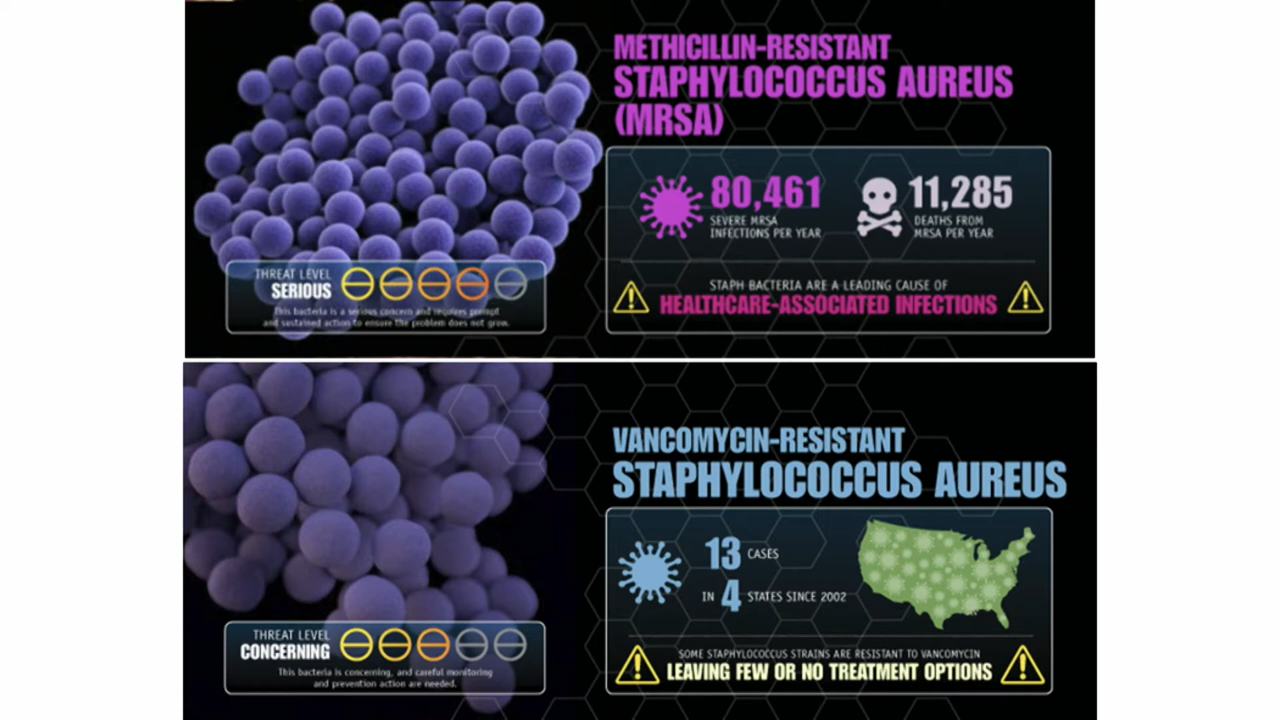 METHICILLIN-RESISTANT
STAPHYLOCOCCUS AUREUS
(MRSA)
80,461
SEVERE MRSA
INFECTIONS PER YEAR
11,285
DEATHS FROM
MRSA PER YEAR
STAPH BACTERIA ARE A LEADING CAUSE OF
HEALTHCARE-ASSOCIATED INFECTIONS
THREAT LEVEL
SERIOUS
This bacteria is a serious concern and requires prompt
and sustained action to ensure the problem does not grow.
VANCOMYCIN-RESISTANT
STAPHYLOCOCCUS AUREUS
13 CASES
IN 4 STATES SINCE 2002
SOME STAPHYLOCOCCUS STRAINS ARE RESISTANT TO VANCOMYCIN
LEAVING FEW OR NO TREATMENT OPTIONS
THREAT LEVEL
CONCERNING
This bacteria is concerning, and careful monitoring
and prevention action are needed.